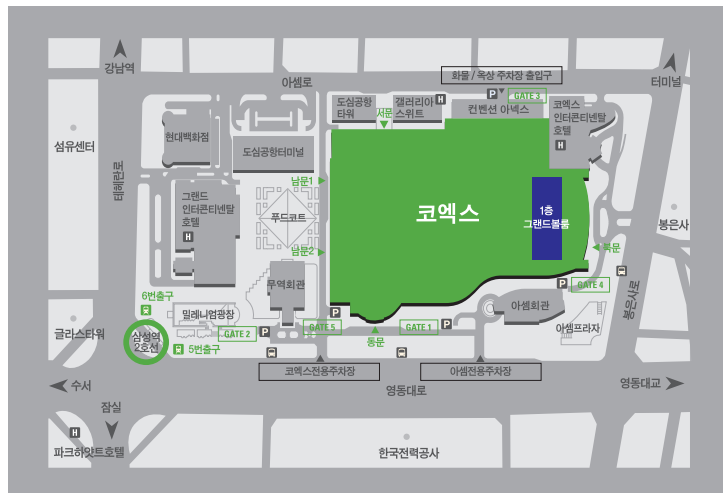 강남역
아셈로
화물 / 옥상 주차장 출입구
터미널
P
GATE 3
H
도심공항
타워
서문
갤러리아
스위트
컨벤션 아넥스
코엑스
인터콘티넨탈
호텔
H
섬유센터
현대백화점
도심공항터미널
테헤란로
남문1
그랜드
인터콘티넨탈
호텔
H
푸드코트
코엑스
1층
그랜드볼룸
봉은사
남문2
북문
무역회관
P
GATE 4
6번출구
밀레니엄광장
아셈회관
봉은사로
글라스타워
삼성역
2호선
GATE 2
P
GATE 5
P
GATE 1
P
아셈프라자
5번출구
동문
코엑스전용주차장
아셈전용주차장
수서
영동대로
영동대교
잠실
H
파크하얏트호텔
한국전력공사